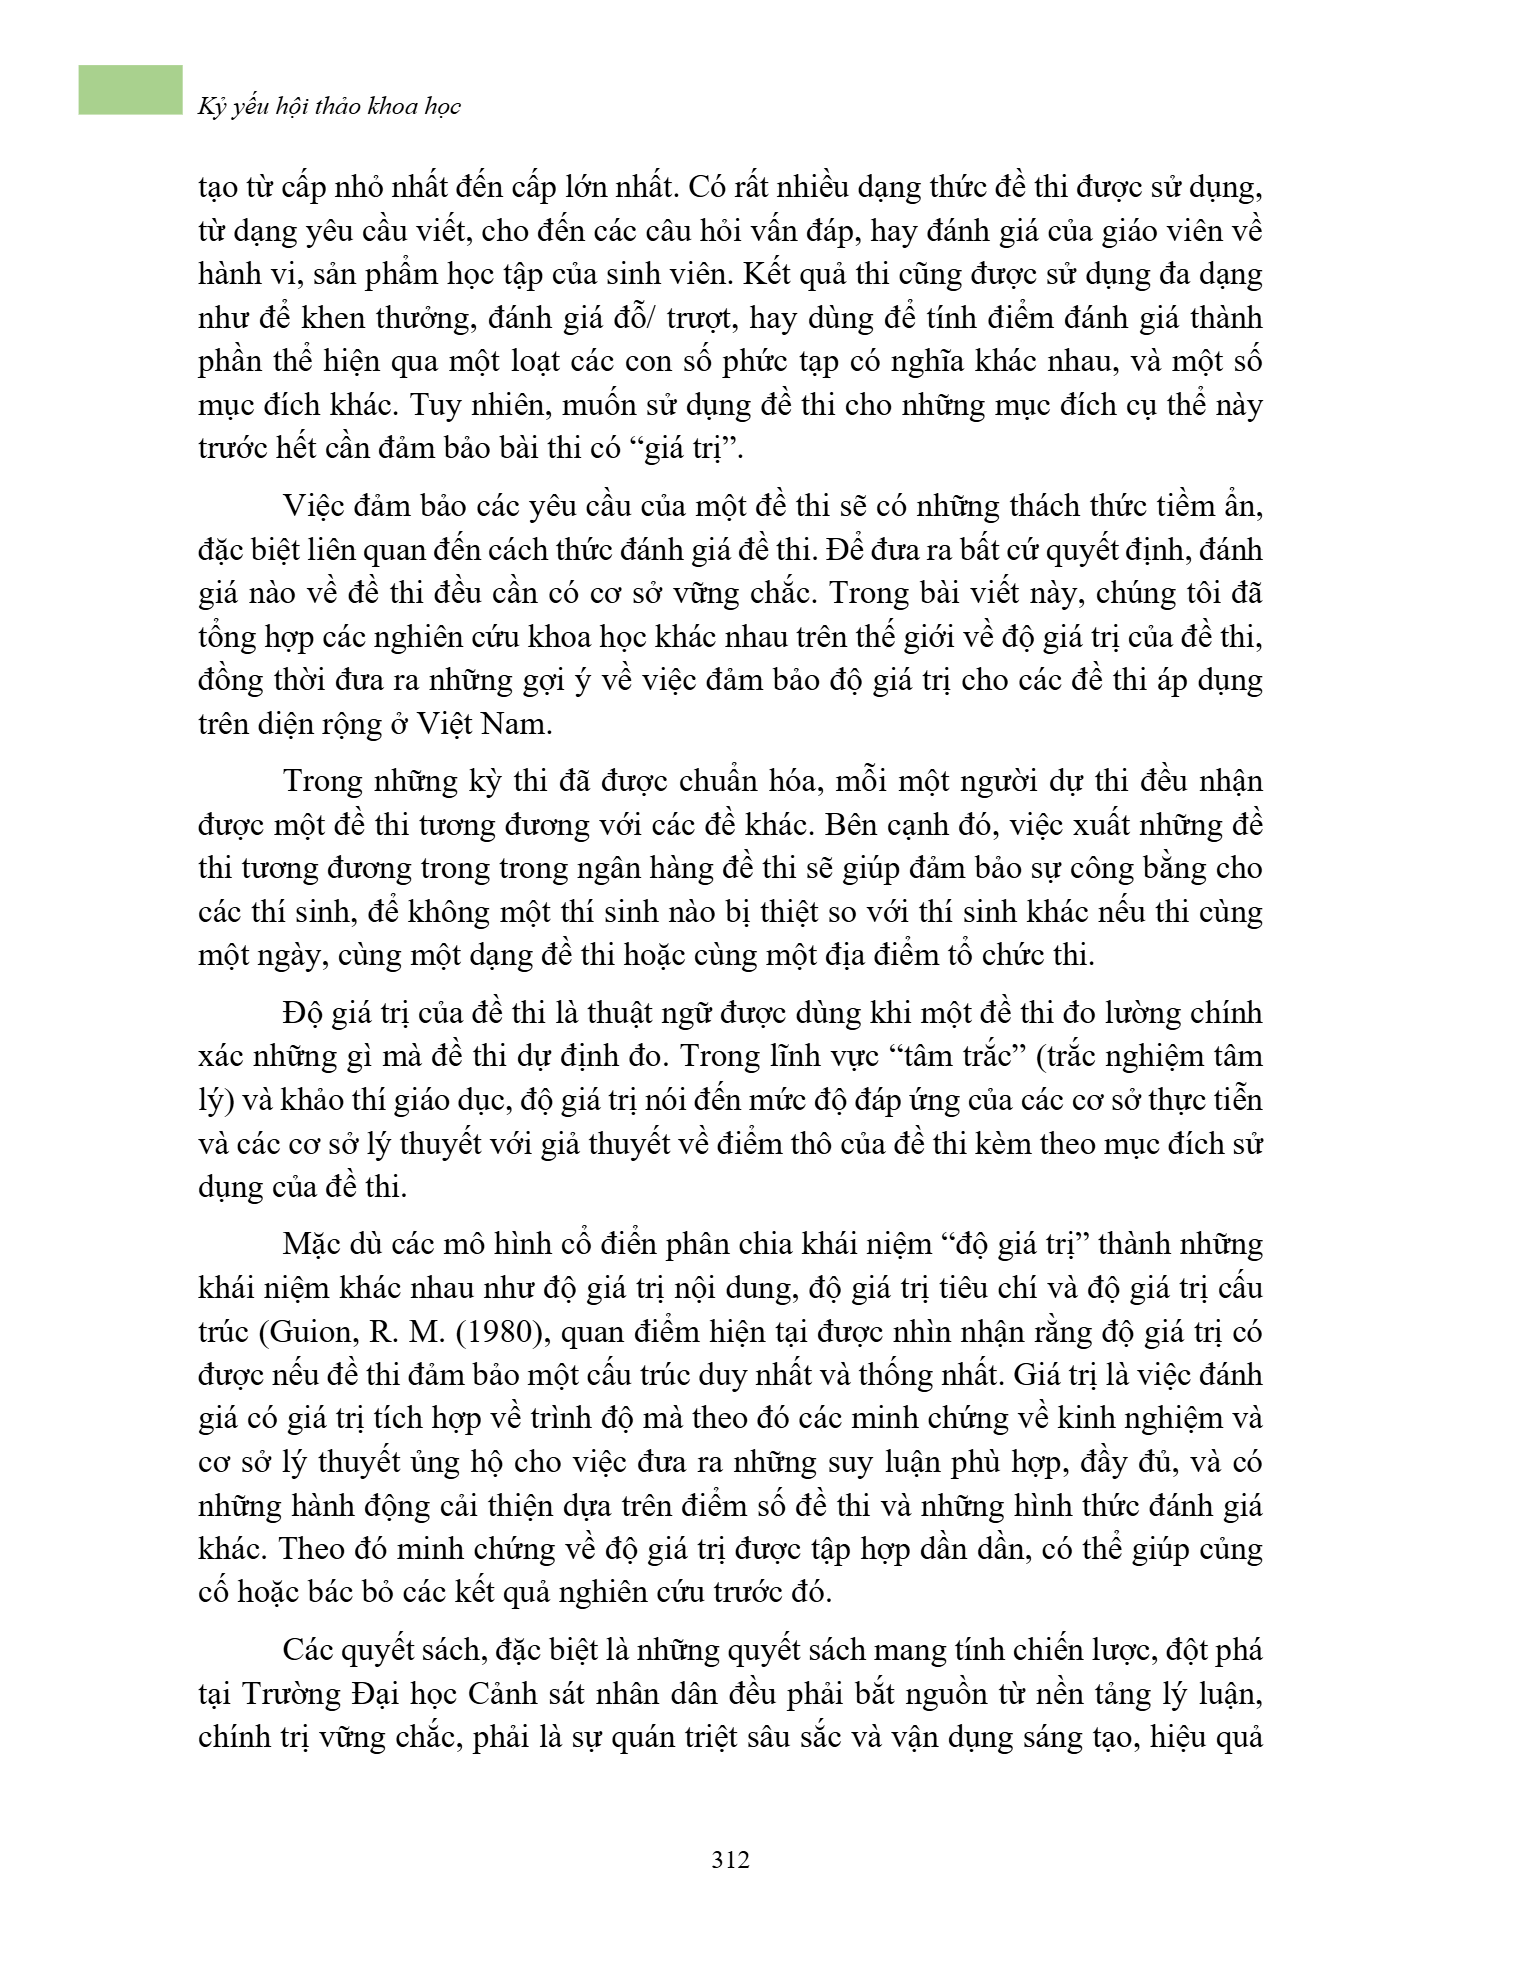 Kỷ yếu hội thảo khoa học
tạo từ cấp nhỏ nhất đến cấp lớn nhất. Có rất nhiều dạng thức đề thi được sử dụng,
từ dạng yêu cầu viết, cho đến các câu hỏi vấn đáp, hay đánh giá của giáo viên về
hành vi, sản phẩm học tập của sinh viên. Kết quả thi cũng được sử dụng đa dạng
như để khen thưởng, đánh giá đỗ/ trượt, hay dùng để tính điểm đánh giá thành
phần thể hiện qua một loạt các con số phức tạp có nghĩa khác nhau, và một số
mục đích khác. Tuy nhiên, muốn sử dụng đề thi cho những mục đích cụ thể này
trước hết cần đảm bảo bài thi có “giá trị”.
Việc đảm bảo các yêu cầu của một đề thi sẽ có những thách thức tiềm ẩn,
đặc biệt liên quan đến cách thức đánh giá đề thi. Để đưa ra bất cứ quyết định, đánh
giá nào về đề thi đều cần có cơ sở vững chắc. Trong bài viết này, chúng tôi đã
tổng hợp các nghiên cứu khoa học khác nhau trên thế giới về độ giá trị của đề thi,
đồng thời đưa ra những gợi ý về việc đảm bảo độ giá trị cho các đề thi áp dụng
trên diện rộng ở Việt Nam.
Trong những kỳ thi đã được chuẩn hóa, mỗi một người dự thi đều nhận
được một đề thi tương đương với các đề khác. Bên cạnh đó, việc xuất những đề
thi tương đương trong trong ngân hàng đề thi sẽ giúp đảm bảo sự công bằng cho
các thí sinh, để không một thí sinh nào bị thiệt so với thí sinh khác nếu thi cùng
một ngày, cùng một dạng đề thi hoặc cùng một địa điểm tổ chức thi.
Độ giá trị của đề thi là thuật ngữ được dùng khi một đề thi đo lường chính
xác những gì mà đề thi dự định đo. Trong lĩnh vực “tâm trắc” (trắc nghiệm tâm
lý) và khảo thí giáo dục, độ giá trị nói đến mức độ đáp ứng của các cơ sở thực tiễn
và các cơ sở lý thuyết với giả thuyết về điểm thô của đề thi kèm theo mục đích sử
dụng của đề thi.
Mặc dù các mô hình cổ điển phân chia khái niệm “độ giá trị” thành những
khái niệm khác nhau như độ giá trị nội dung, độ giá trị tiêu chí và độ giá trị cấu
trúc (Guion, R. M. (1980), quan điểm hiện tại được nhìn nhận rằng độ giá trị có
được nếu đề thi đảm bảo một cấu trúc duy nhất và thống nhất. Giá trị là việc đánh
giá có giá trị tích hợp về trình độ mà theo đó các minh chứng về kinh nghiệm và
cơ sở lý thuyết ủng hộ cho việc đưa ra những suy luận phù hợp, đầy đủ, và có
những hành động cải thiện dựa trên điểm số đề thi và những hình thức đánh giá
khác. Theo đó minh chứng về độ giá trị được tập hợp dần dần, có thể giúp củng
cố hoặc bác bỏ các kết quả nghiên cứu trước đó.
Các quyết sách, đặc biệt là những quyết sách mang tính chiến lược, đột phá
tại Trường Đại học Cảnh sát nhân dân đều phải bắt nguồn từ nền tảng lý luận,
chính trị vững chắc, phải là sự quán triệt sâu sắc và vận dụng sáng tạo, hiệu quả
312